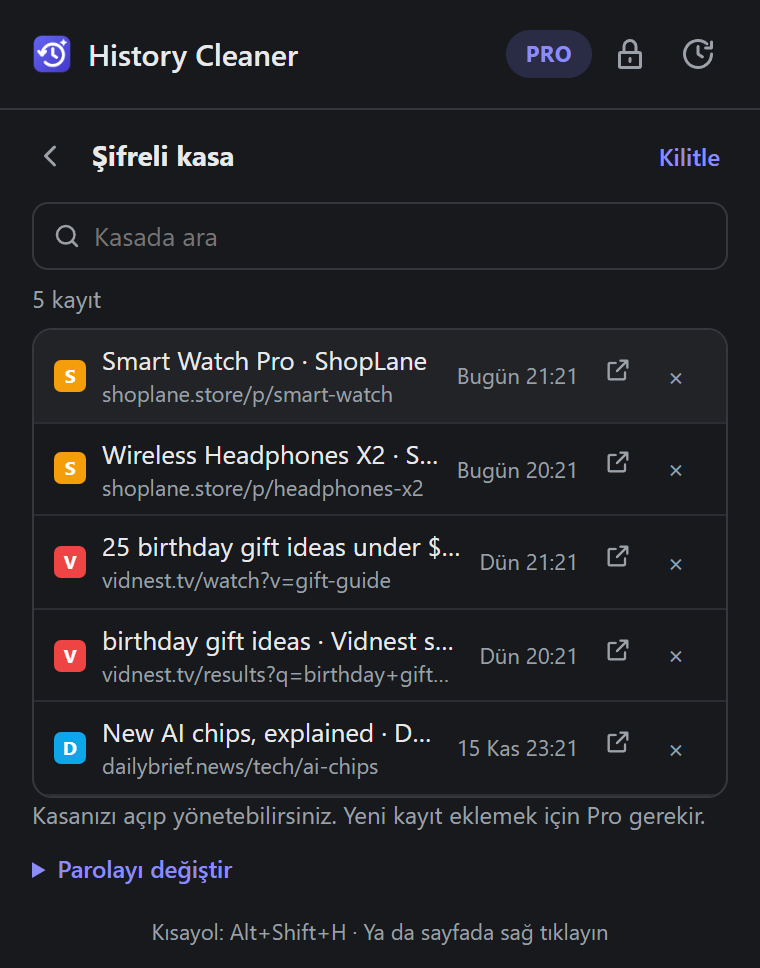 History Cleaner
PRO
Şifreli kasa
Kilitle
Kasada ara
5 kayıt
S
Smart Watch Pro · ShopLane
shoplane.store/p/smart-watch
Bugün 21:21
×
S
Wireless Headphones X2 · S...
shoplane.store/p/headphones-x2
Bugün 20:21
×
V
25 birthday gift ideas under $...
vidnest.tv/watch?v=gift-guide
Dün 21:21
×
V
birthday gift ideas · Vidnest s...
vidnest.tv/results?q=birthday+gift...
Dün 20:21
×
D
New AI chips, explained · D...
dailybrief.news/tech/ai-chips
15 Kas 23:21
×
Kasanızı açıp yönetebilirsiniz. Yeni kayıt eklemek için Pro gerekir.
Parolayı değiştir
Kısayol: Alt+Shift+H · Ya da sayfada sağ tıklayın